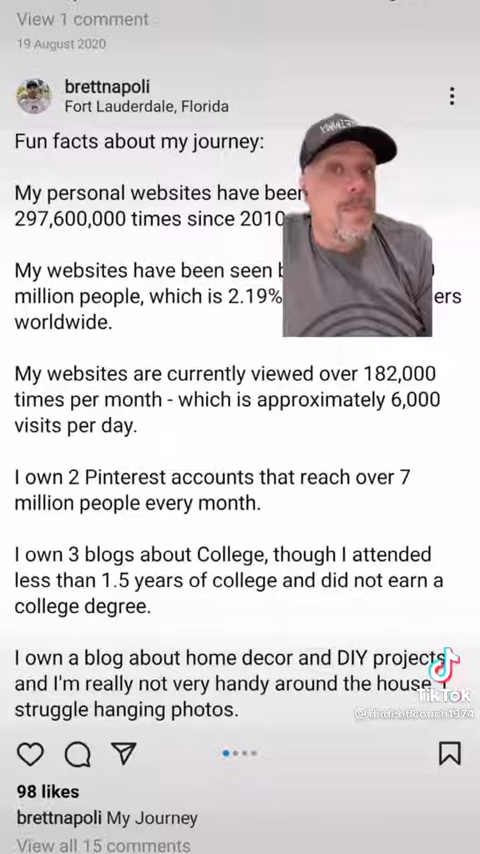 View 1 comment
19 August 2020
brettnapoli
Fort Lauderdale, Florida
Fun facts about my journey:
My personal websites have been
297,600,000 times since 2010
My websites have been seen
million people, which is 2.19% ers
worldwide.
My websites are currently viewed over 182,000
times per month - which is approximately 6,000
visits per day.
I own 2 Pinterest accounts that reach over 7
million people every month.
I own 3 blogs about College, though I attended
less than 1.5 years of college and did not earn a
college degree.
I own a blog about home decor and DIY projects
and I'm really not very handy around the house. I
struggle hanging photos.
TikTok
98 likes
brettnapoli My Journey
View all 15 comments